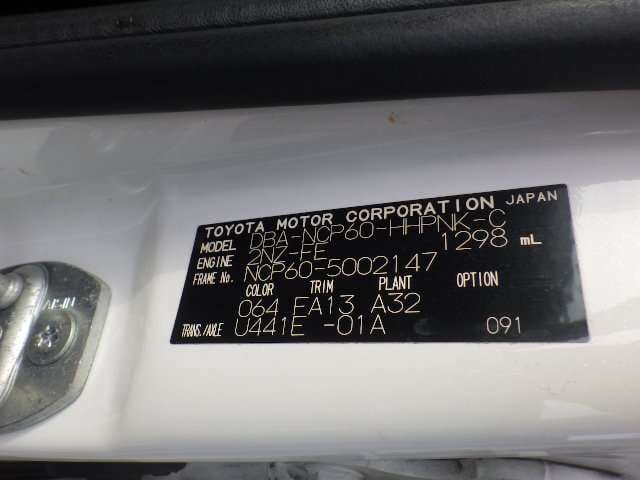 TOYOTA MOTOR CORPORATION JAPAN
MODEL DBA-NCP60-HHPNK-C
ENGINE 2NZ-FE 1298 mL
FRAME No. NCP60-5002147
COLOR TRIM PLANT OPTION
064 FA13 A32
TRANS./AXLE U441E -01A 091